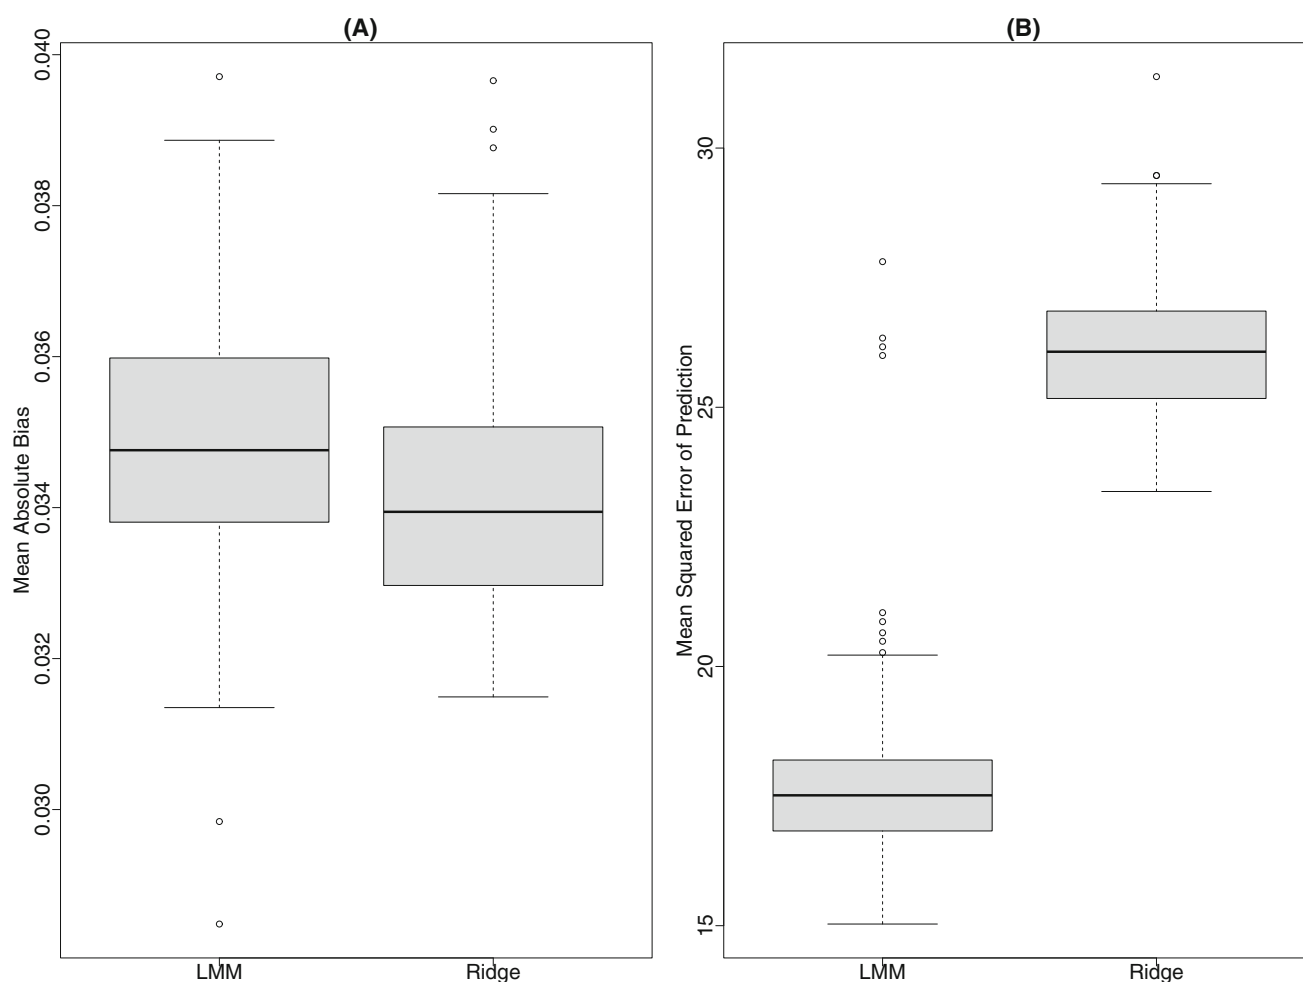 (A)
Mean Absolute Bias
0.040
0.038
0.036
0.034
0.032
0.030
LMM
Ridge
(B)
Mean Squared Error of Prediction
30
25
20
15
LMM
Ridge